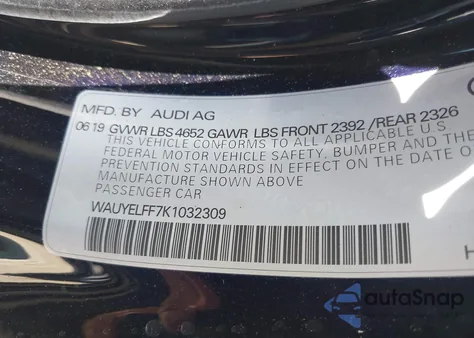 MFD. BY AUDI AG
06 19 GVWR LBS 4652 GAWR LBS FRONT 2392 /REAR 2326
THIS VEHICLE CONFORMS TO ALL APPLICABLE U.S.
FEDERAL MOTOR VEHICLE SAFETY, BUMPER AND THE
PREVENTION STANDARDS IN EFFECT ON THE DATE O
MANUFACTURE SHOWN ABOVE
PASSENGER CAR
WAUYELFF7K1032309
autoSnap